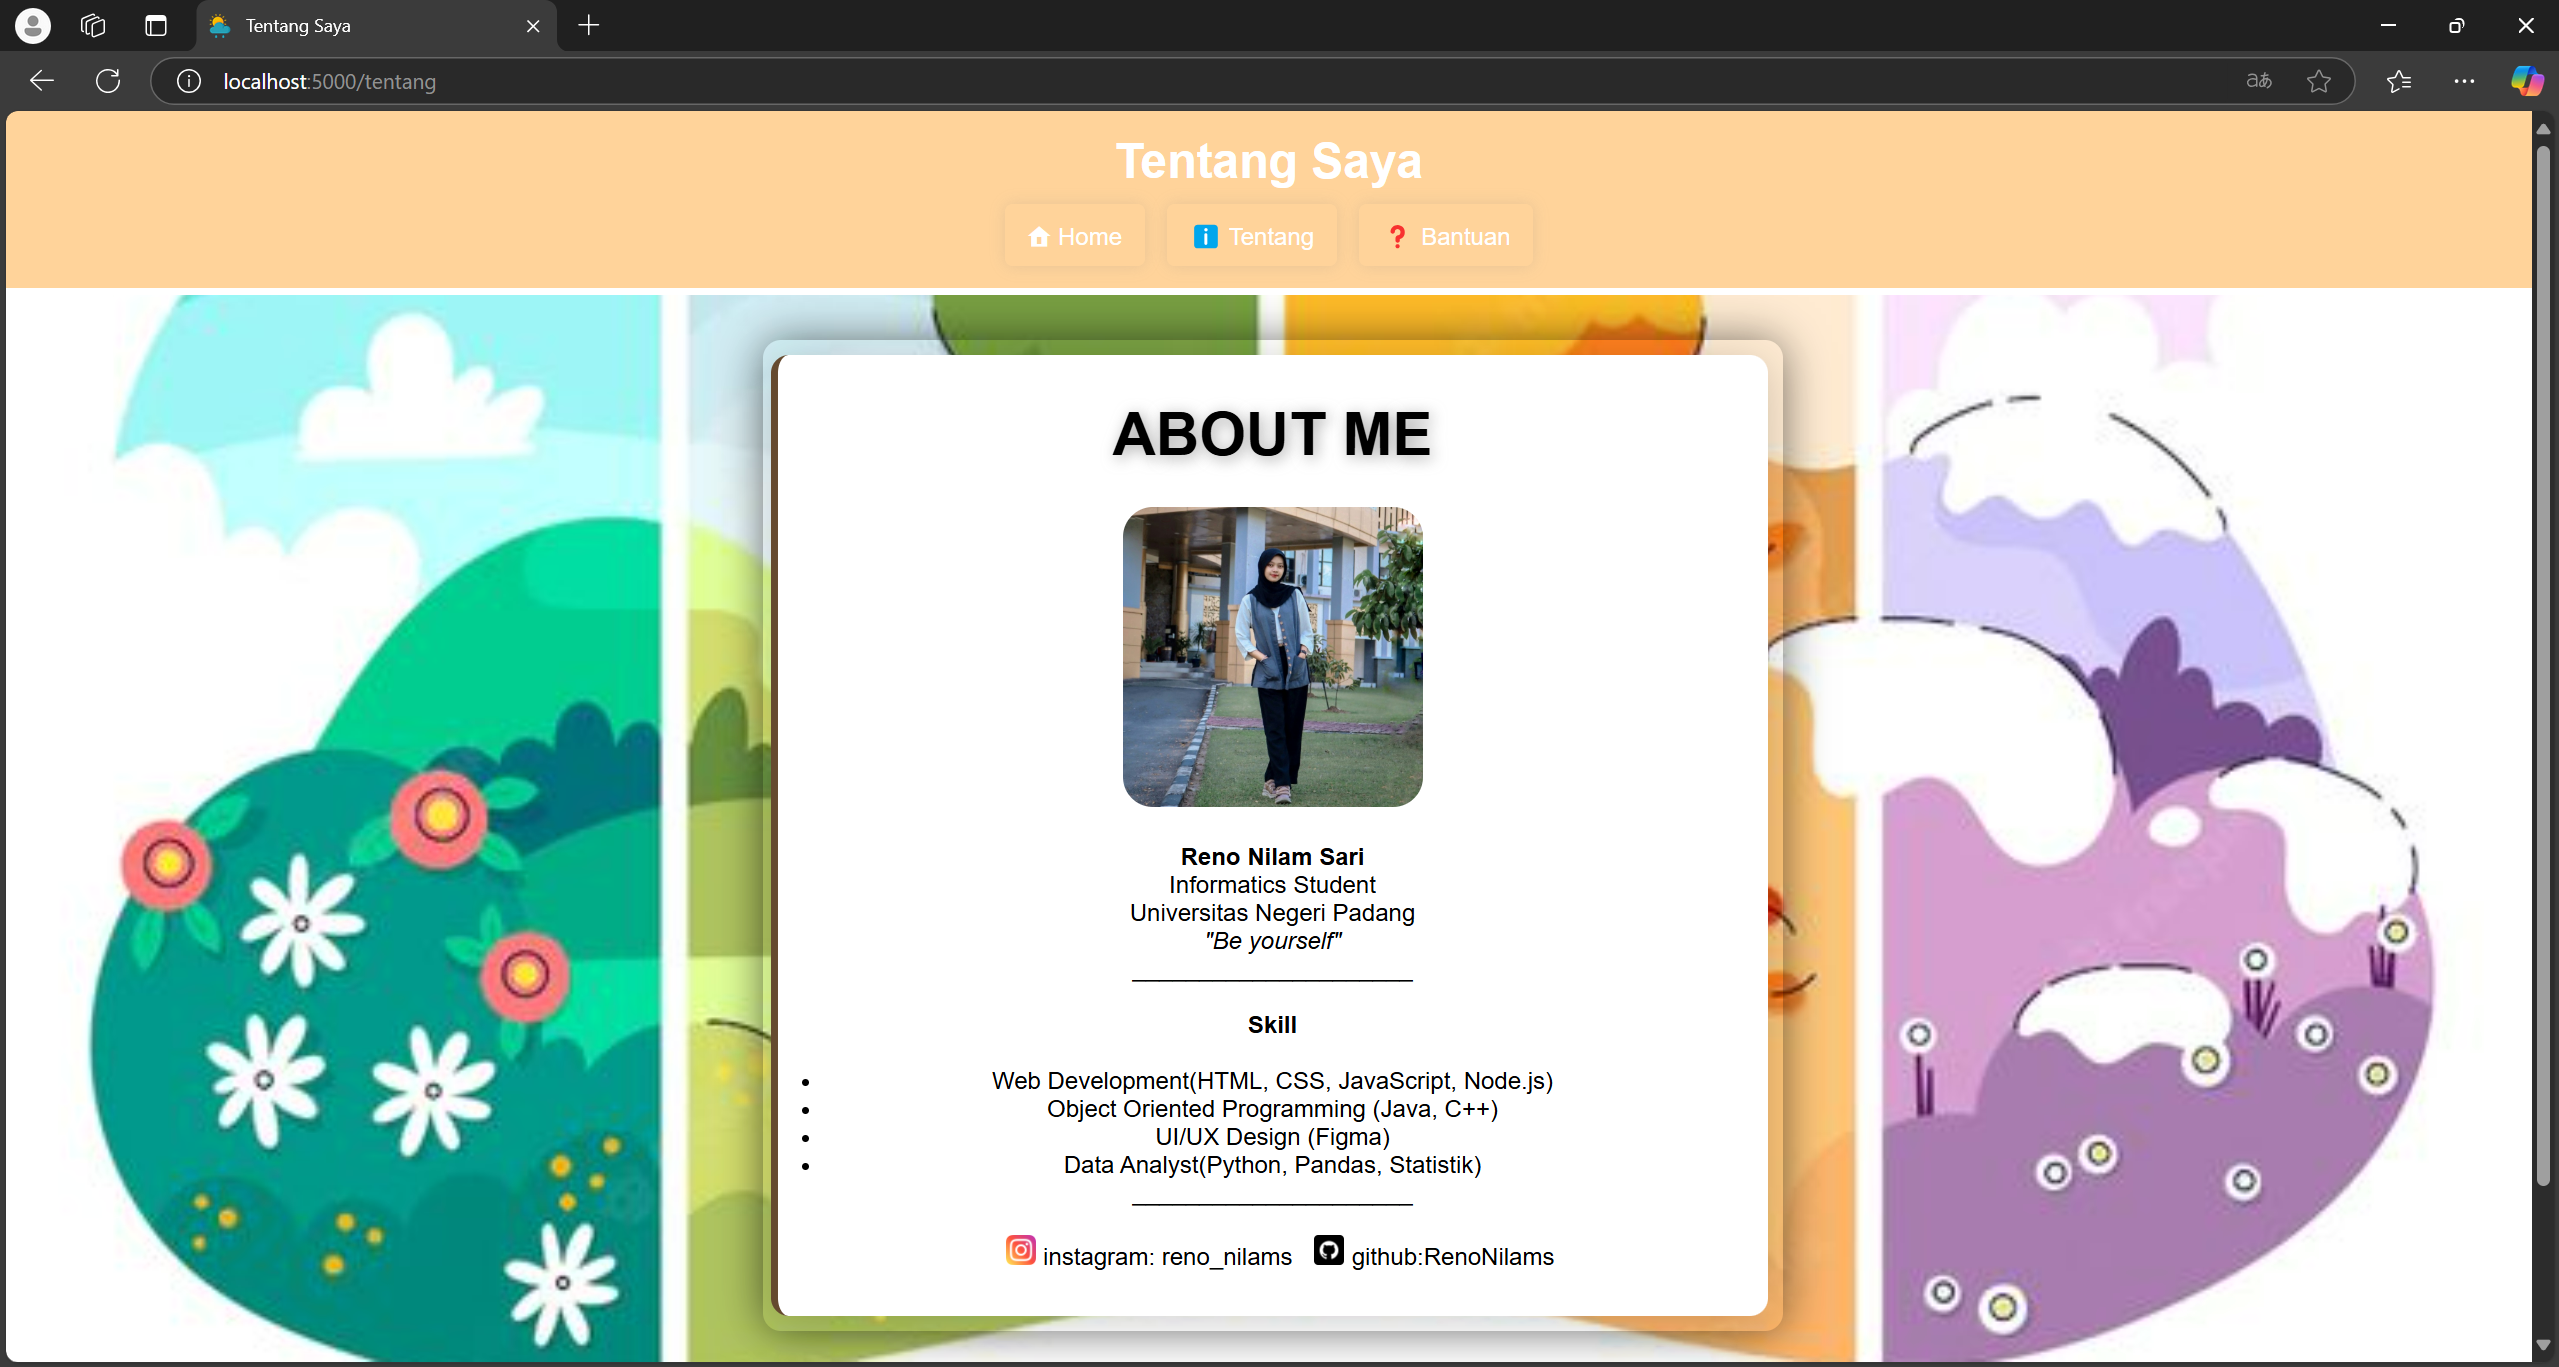 Tentang Saya
localhost:5000/tentang
aあ
Tentang Saya
Home
Tentang
Bantuan
ABOUT ME
Reno Nilam Sari
Informatics Student
Universitas Negeri Padang
"Be yourself"
Skill
• Web Development(HTML, CSS, JavaScript, Node.js)
• Object Oriented Programming (Java, C++)
• UI/UX Design (Figma)
• Data Analyst(Python, Pandas, Statistik)
instagram: reno_nilams github:RenoNilams